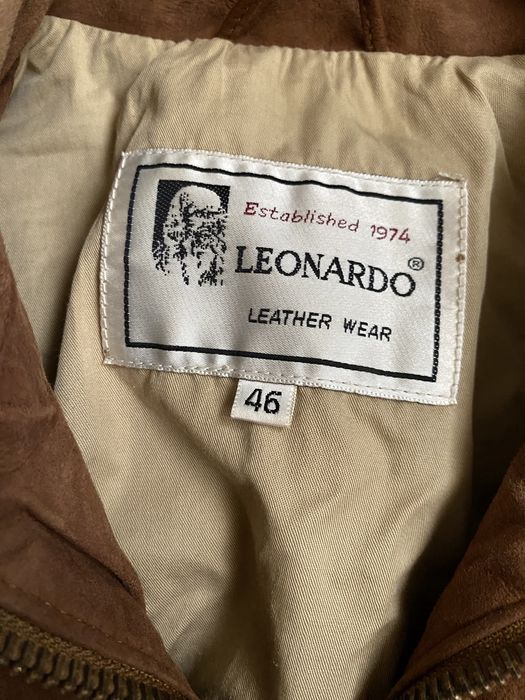 Established 1974
LEONARDO®
LEATHER WEAR
46